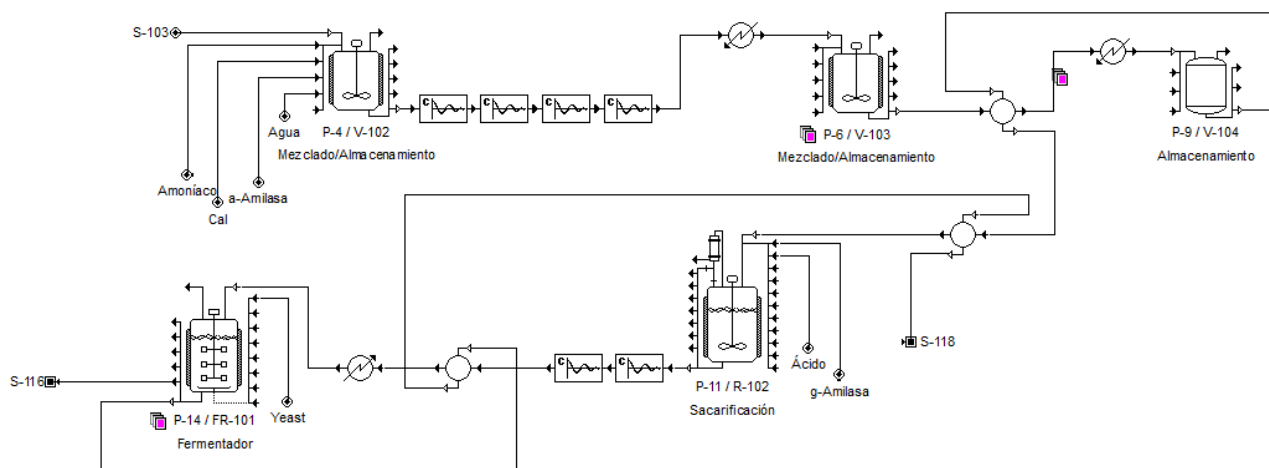 S-103
Agua
P-4 / V-102
Mezclado/Almacenamiento
Amoníaco
a-Amilasa
Cal
C
C
C
C
P-6 / V-103
Mezclado/Almacenamiento
P-9 / V-104
Almacenamiento
S-118
Ácido
g-Amilasa
P-11 / R-102
Sacarificación
C
C
S-116
Yeast
P-14 / FR-101
Fermentador